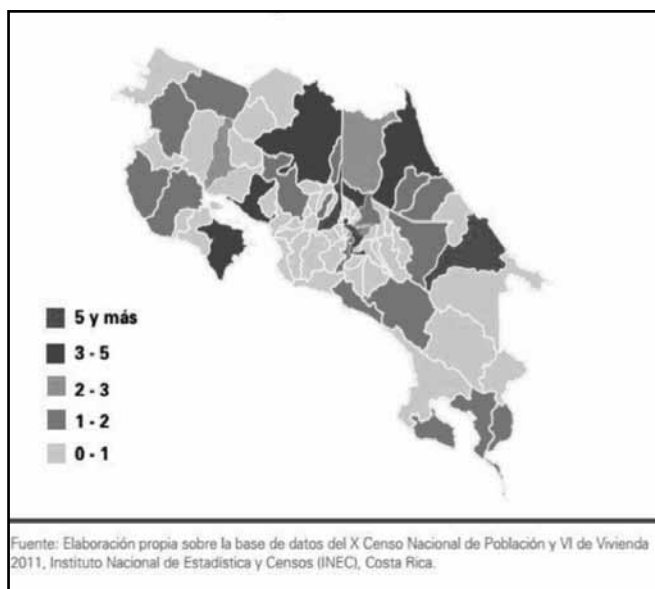 5 y más
3 - 5
2 - 3
1 - 2
0 - 1
Fuente: Elaboración propia sobre la base de datos del X Censo Nacional de Población y VI de Vivienda
2011, Instituto Nacional de Estadística y Censos (INEC), Costa Rica.